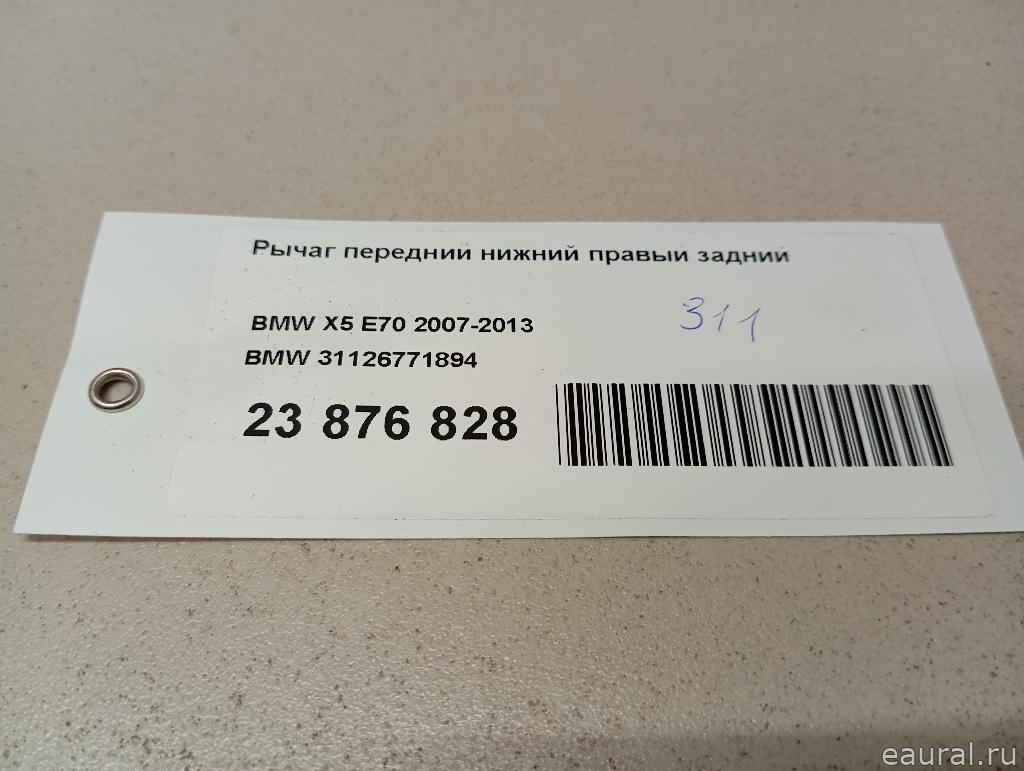 Рычаг передний нижний правый задний
311
BMW X5 E70 2007-2013
BMW 31126771894
23 876 828
eaural.ru